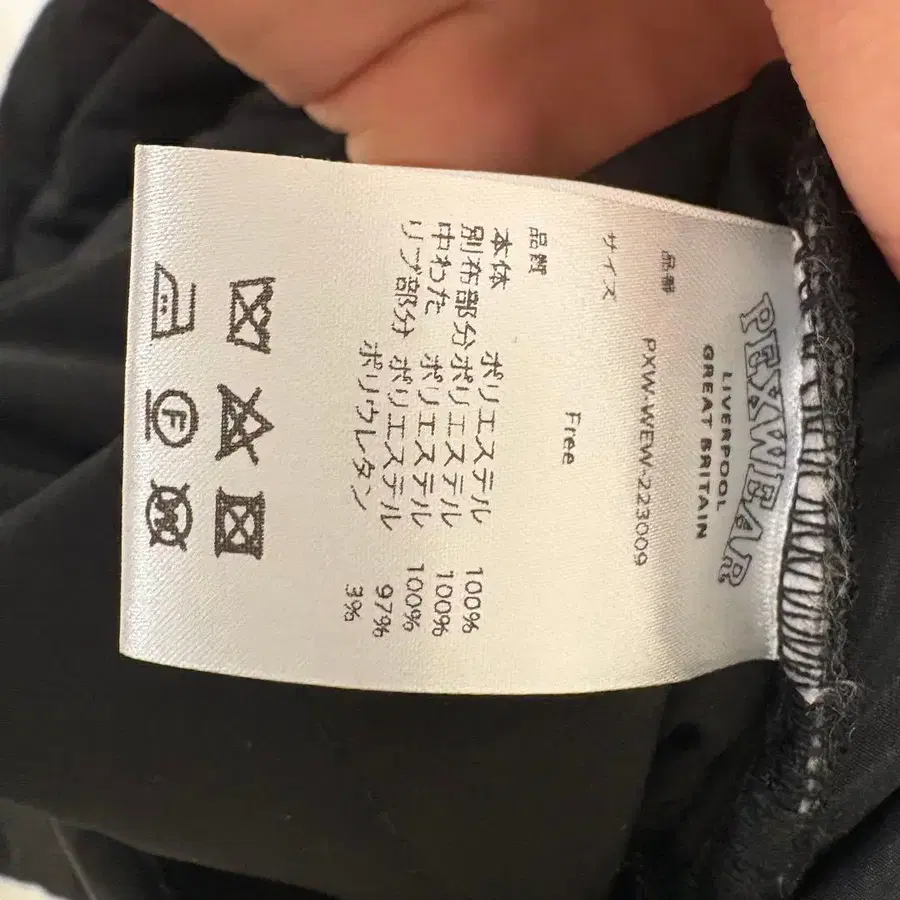 PEXWEAR
LIVERPOOL
GREAT BRITAIN
品番 PXW-WEW-223009
サイズ Free
品質
本体 ポリエステル 100%
別布部分 ポリエステル 100%
中わた ポリエステル 100%
リブ部分 ポリエステル 97%
ポリウレタン 3%
F
W